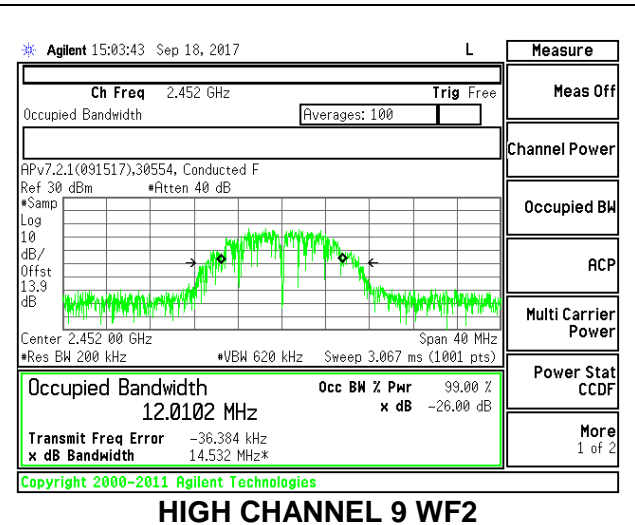 Agilent 15:03:43 Sep 18, 2017 L
Measure
Ch Freq 2.452 GHz Trig Free
Meas Off
Occupied Bandwidth Averages: 100
Channel Power
APv7.2.1(091517),30554, Conducted F
Ref 30 dBm #Atten 40 dB
#Samp
Log
10
dB/
Offst
13.9
dB
Occupied BW
ACP
Multi Carrier
Power
Center 2.452 00 GHz Span 40 MHz
#Res BW 200 kHz #VBW 620 kHz Sweep 3.067 ms (1001 pts)
Power Stat
CCDF
Occupied Bandwidth Occ BW % Pwr 99.00 %
12.0102 MHz x dB -26.00 dB
Transmit Freq Error -36.384 kHz
x dB Bandwidth 14.532 MHz*
More
1 of 2
Copyright 2000-2011 Agilent Technologies
HIGH CHANNEL 9 WF2